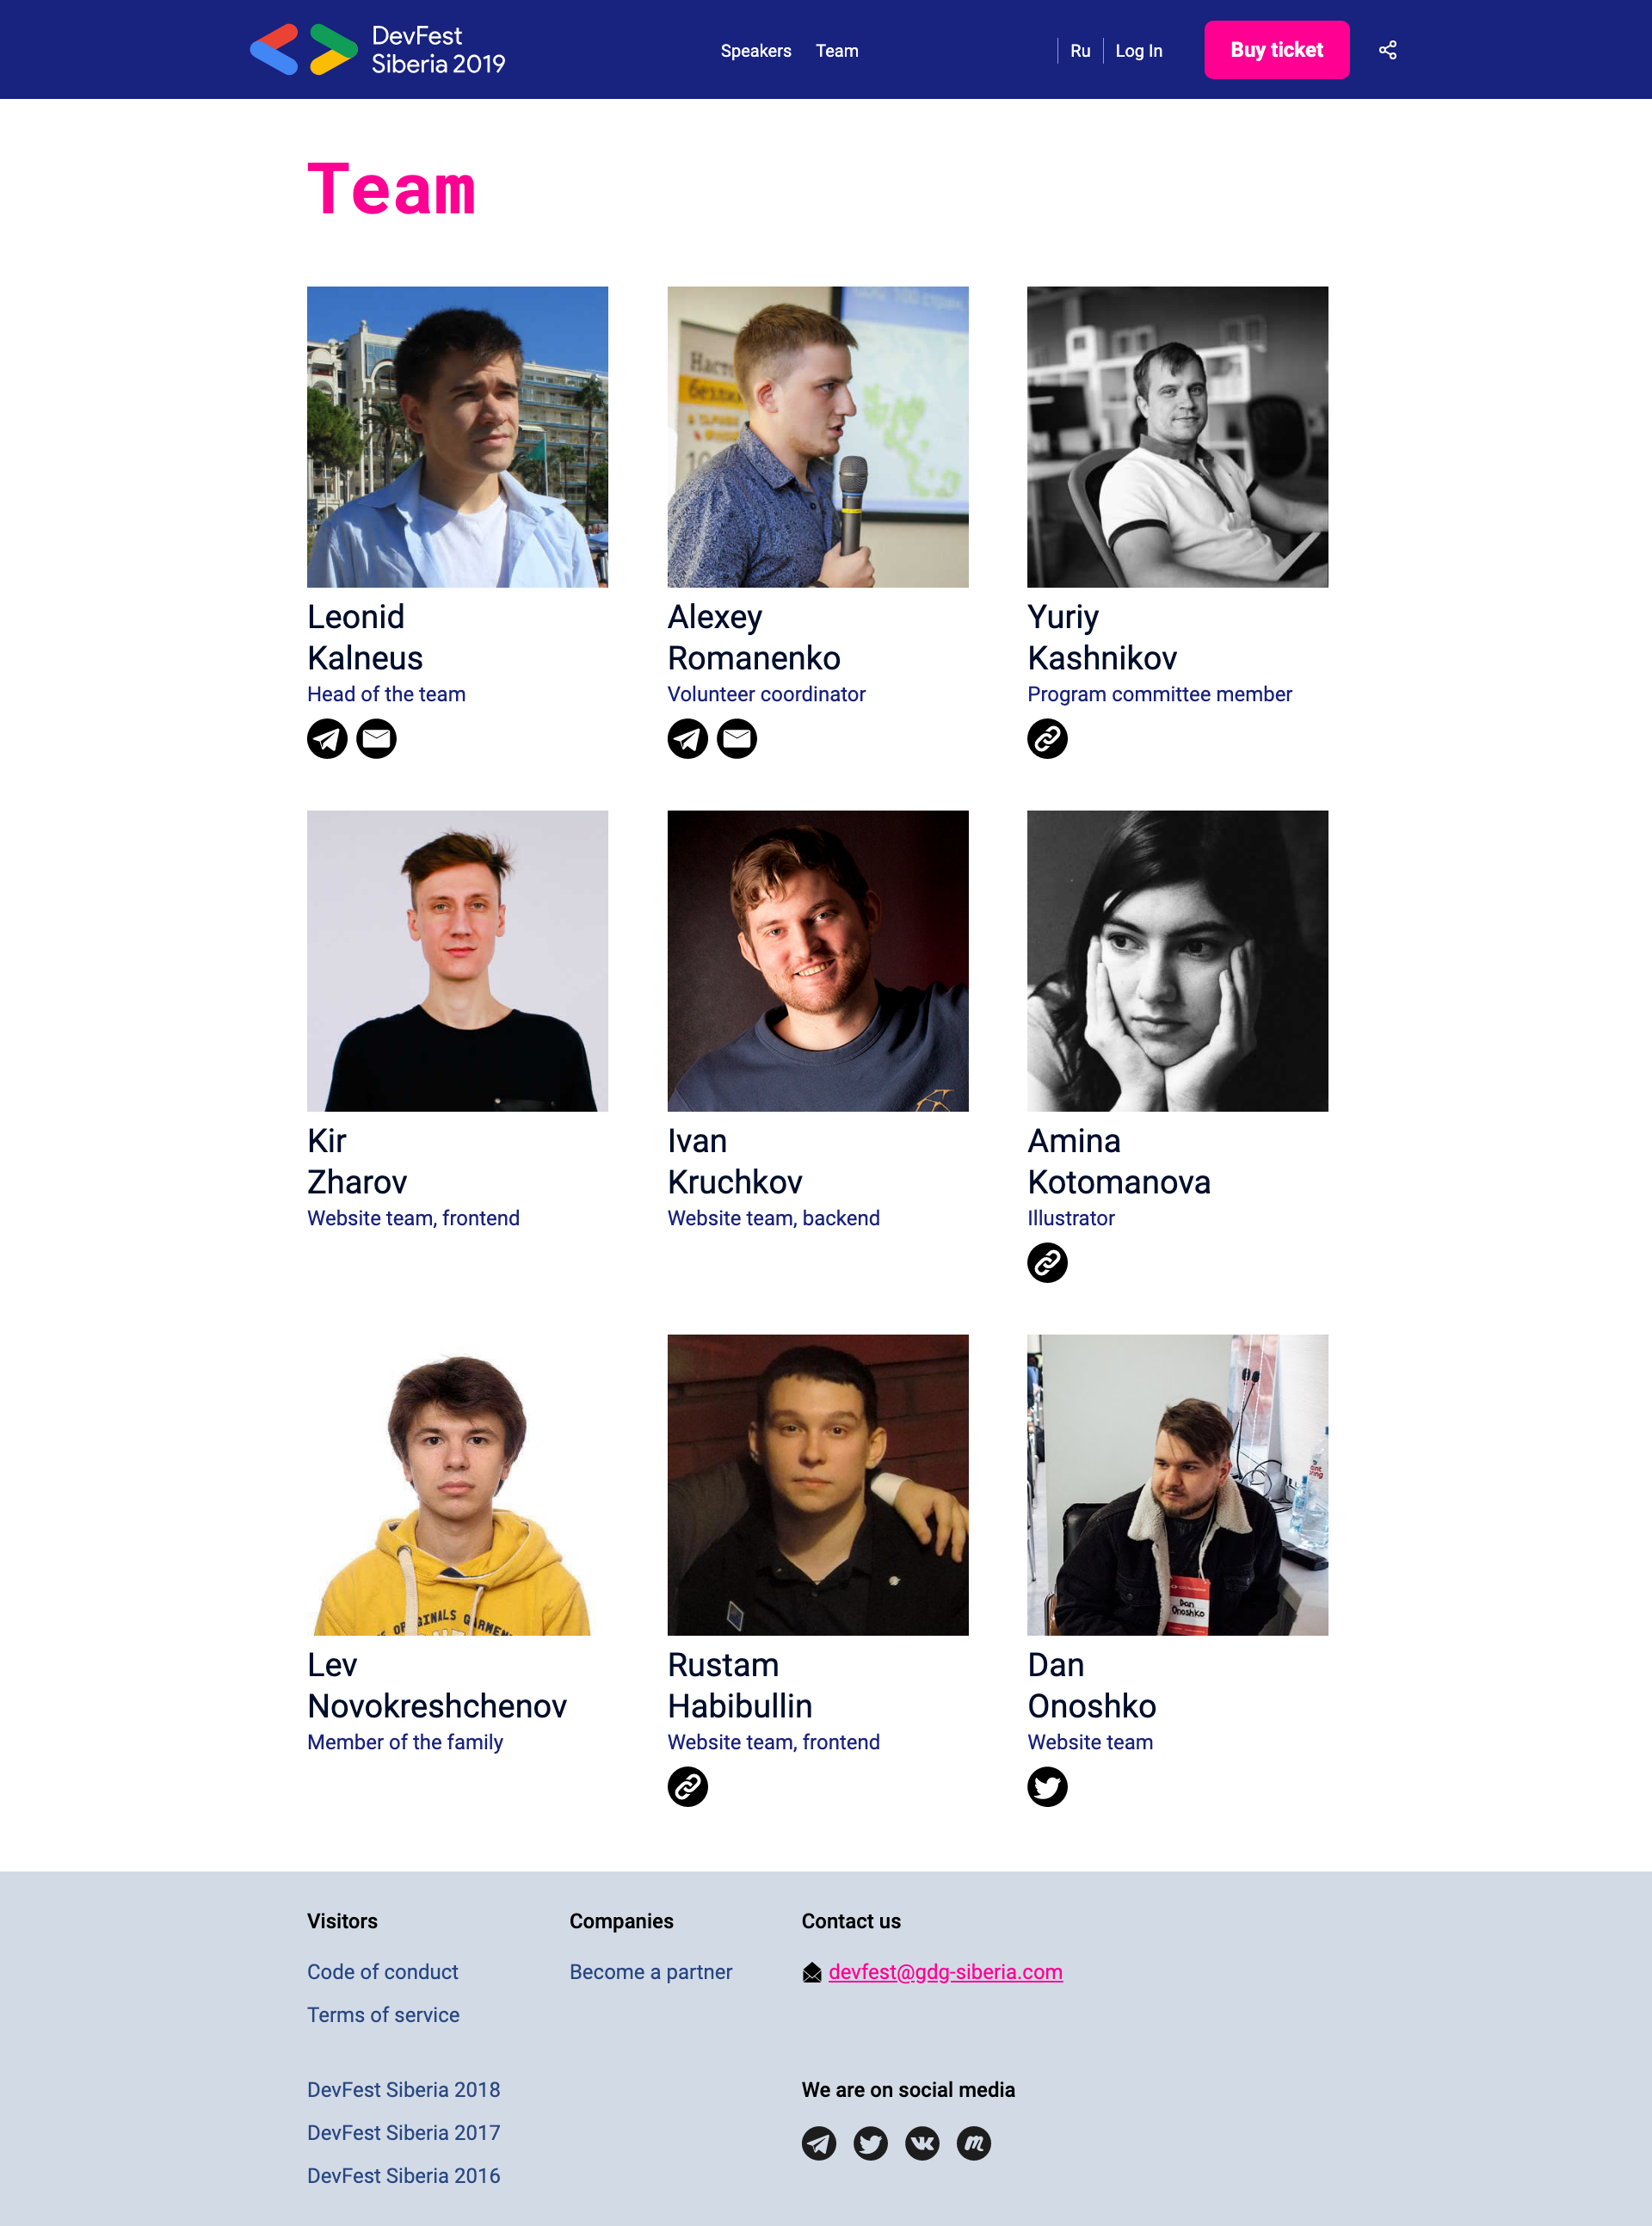 DevFest
Siberia 2019
Speakers
Team
Ru
Log In
Buy ticket
Team
Leonid
Kalneus
Head of the team
Alexey
Romanenko
Volunteer coordinator
Yuriy
Kashnikov
Program committee member
Kir
Zharov
Website team, frontend
Ivan
Kruchkov
Website team, backend
Amina
Kotomanova
Illustrator
Lev
Novokreshchenov
Member of the family
Rustam
Habibullin
Website team, frontend
Dan
Onoshko
Dan
Onoshko
Website team
Visitors
Code of conduct
Terms of service
DevFest Siberia 2018
DevFest Siberia 2017
DevFest Siberia 2016
Companies
Become a partner
Contact us
devfest@gdg-siberia.com
We are on social media